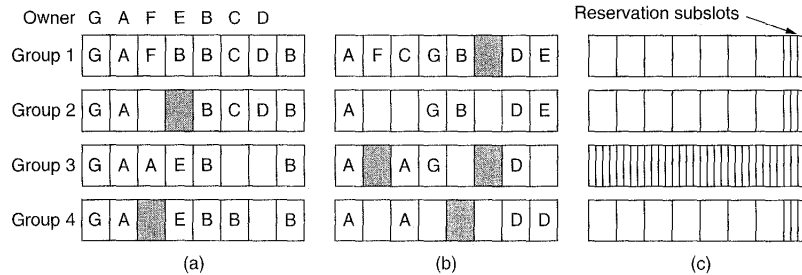 Owner G A F E B C D
Reservation subslots
Group 1 G A F B B C D B A F C G B D E
Group 2 G A B C D B A G B D E
Group 3 G A A E B B A A G D
Group 4 G A E B B B A A D D
(a) (b) (c)